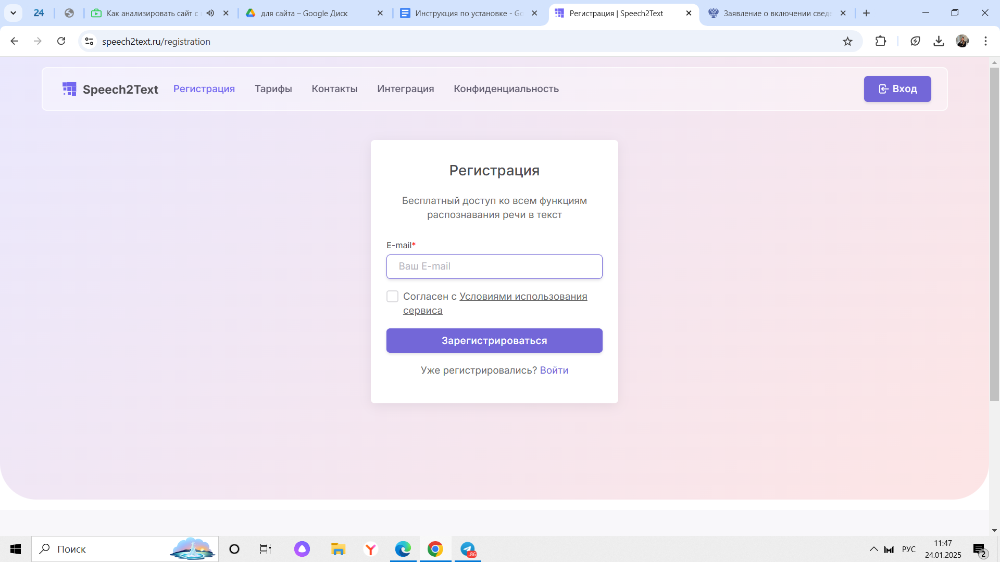 24
Как анализировать сайт с
для сайта – Google Диск
Инструкция по установке - Go
Регистрация | Speech2Text
Заявление о включении свед
speech2text.ru/registration
Speech2Text
Регистрация
Тарифы
Контакты
Интеграция
Конфиденциальность
Вход
Регистрация
Бесплатный доступ ко всем функциям
распознавания речи в текст
E-mail*
Ваш E-mail
Согласен с Условиями использования
сервиса
Зарегистрироваться
Уже регистрировались? Войти
Поиск
..86
РУС
11:47
24.01.2025
2